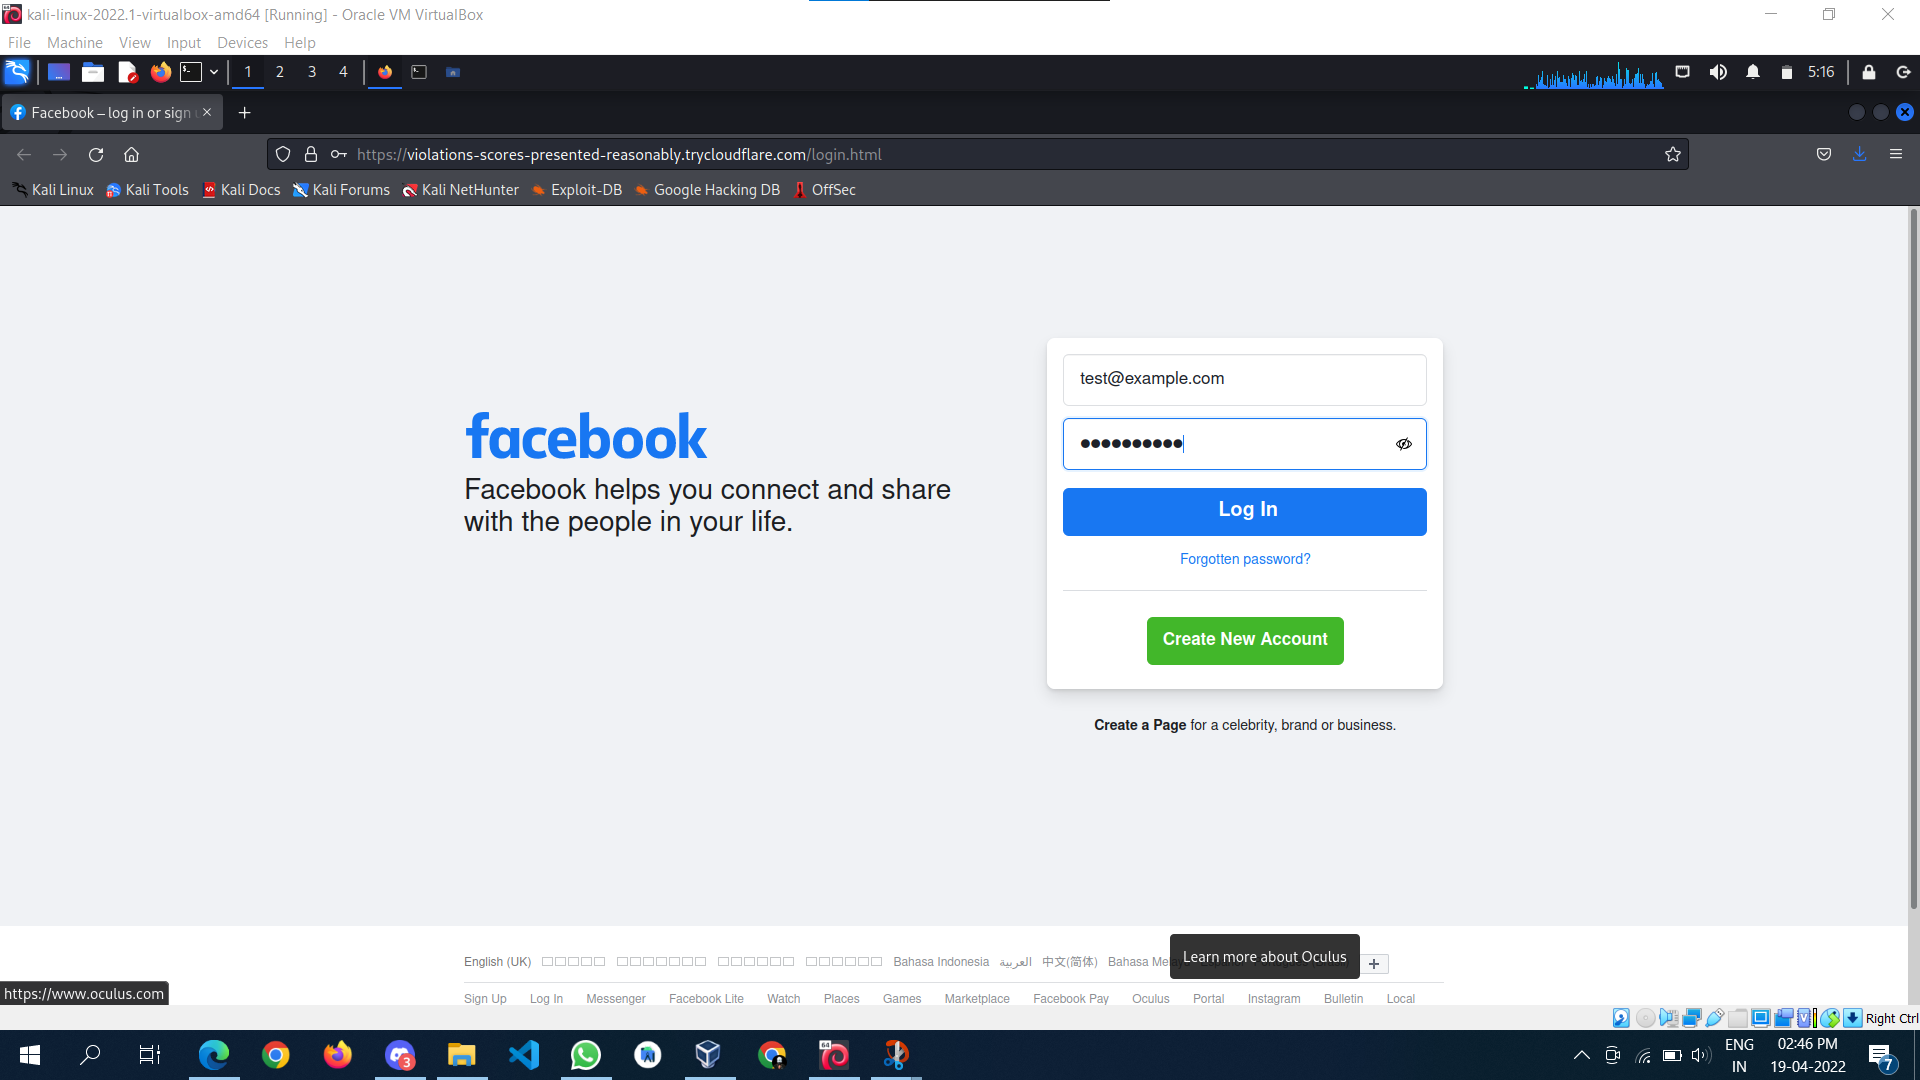 kali-linux-2022.1-virtualbox-amd64 [Running] - Oracle VM VirtualBox
File Machine View Input Devices Help
1 2 3 4 5:16
Facebook – log in or sign
https://violations-scores-presented-reasonably.trycloudflare.com/login.html
Kali Linux Kali Tools Kali Docs Kali Forums Kali NetHunter Exploit-DB Google Hacking DB OffSec
test@example.com
facebook
Facebook helps you connect and share
with the people in your life.
Log In
Forgotten password?
Create New Account
Create a Page for a celebrity, brand or business.
English (UK) Bahasa Indonesia العربية 中文(简体) Bahasa
Learn more about Oculus
https://www.oculus.com
Sign Up Log In Messenger Facebook Lite Watch Places Games Marketplace Facebook Pay Oculus Portal Instagram Bulletin Local
Right Ctrl
ENG
IN
02:46 PM
19-04-2022
3
7
64